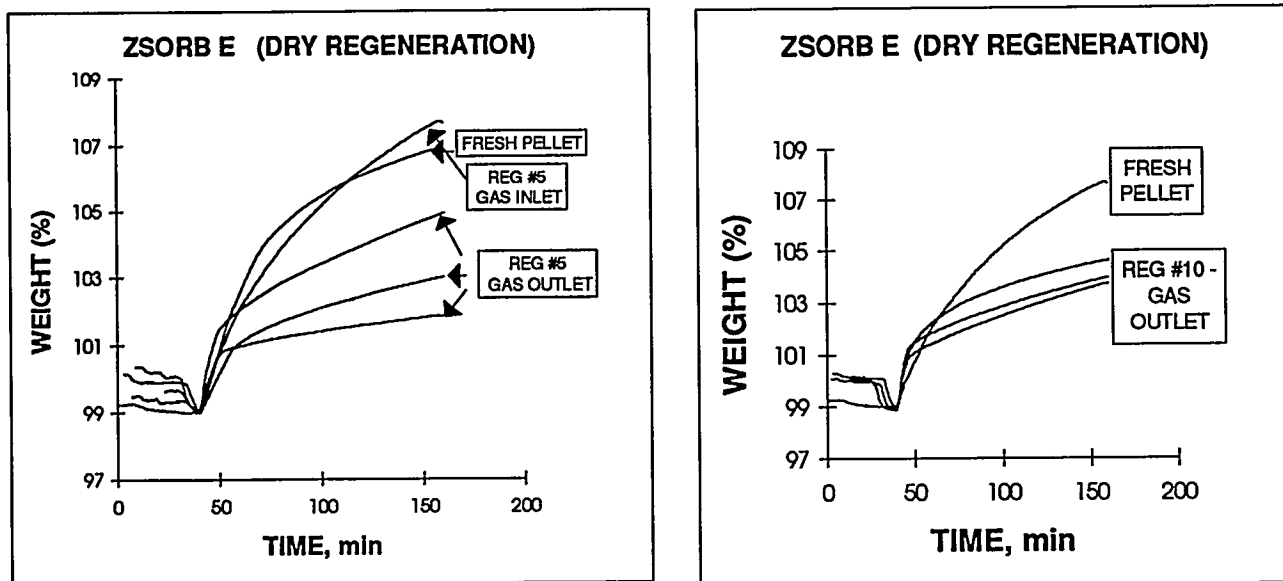 ZSORB E (DRY REGENERATION)
109
107
105
103
101
99
97
WEIGHT (%)
FRESH PELLET
REG #5
GAS INLET
REG #5
GAS OUTLET
0
50
100
150
200
TIME, min
ZSORB E (DRY REGENERATION)
109
107
105
103
101
99
97
WEIGHT (%)
FRESH
PELLET
REG #10 -
GAS
OUTLET
0
50
100
150
200
TIME, min